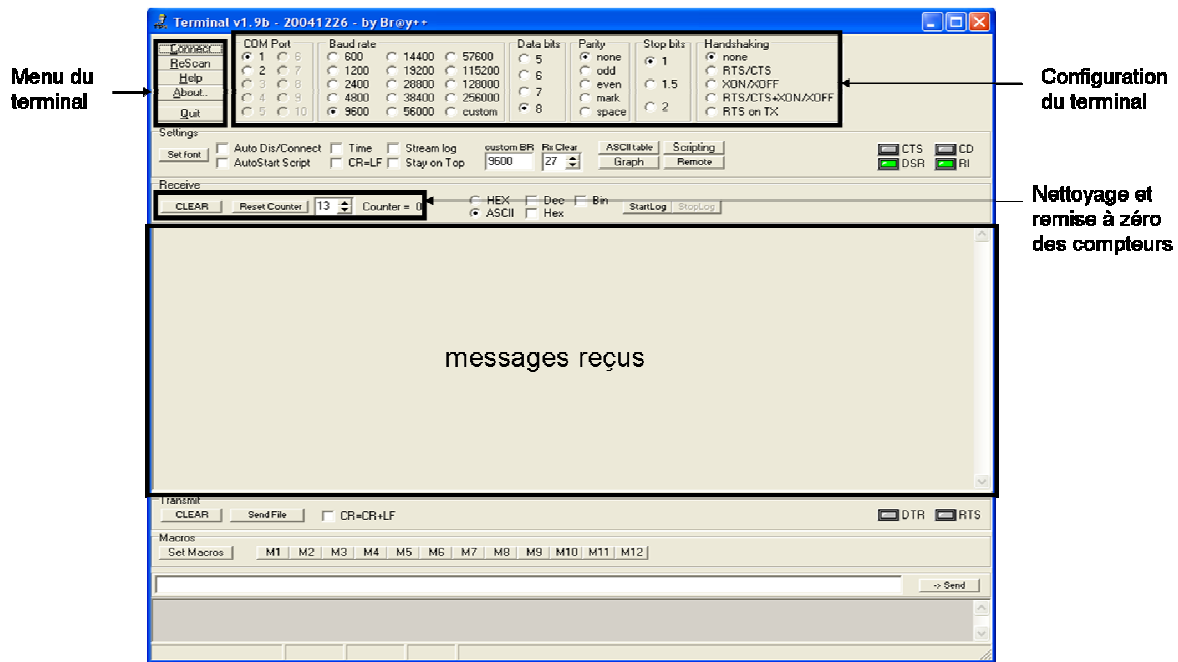 Terminal v1.9b - 20041226 - by Br@y++
Menu du
terminal
Connect
ReScan
Help
About..
Quit
COM Port
1 6
2 7
3 8
4 9
5 10
Baud rate
600 14400 57600
1200 19200 115200
2400 28800 128000
4800 38400 256000
9600 56000 custom
Data bits
5
6
7
8
Parity
none
odd
even
mark
space
Stop bits
1
1.5
2
Handshaking
none
RTS/CTS
XON/XOFF
RTS/CTS+XON/XOFF
RTS on TX
Configuration
du terminal
Settings
Set font
Auto Dis/Connect Time Stream log
AutoStart Script CR=LF Stay on Top
custom BR Rx Clear
9600 27
ASCII table Scripting
Graph Remote
CTS CD
DSR RI
Receive
CLEAR Reset Counter 13 Counter = 0
HEX Dec Bin
ASCII Hex
StartLog StopLog
Nettoyage et
remise à zéro
des compteurs
messages reçus
Transmit
CLEAR Send File CR=CR+LF
DTR RTS
Macros
Set Macros M1 M2 M3 M4 M5 M6 M7 M8 M9 M10 M11 M12
-> Send